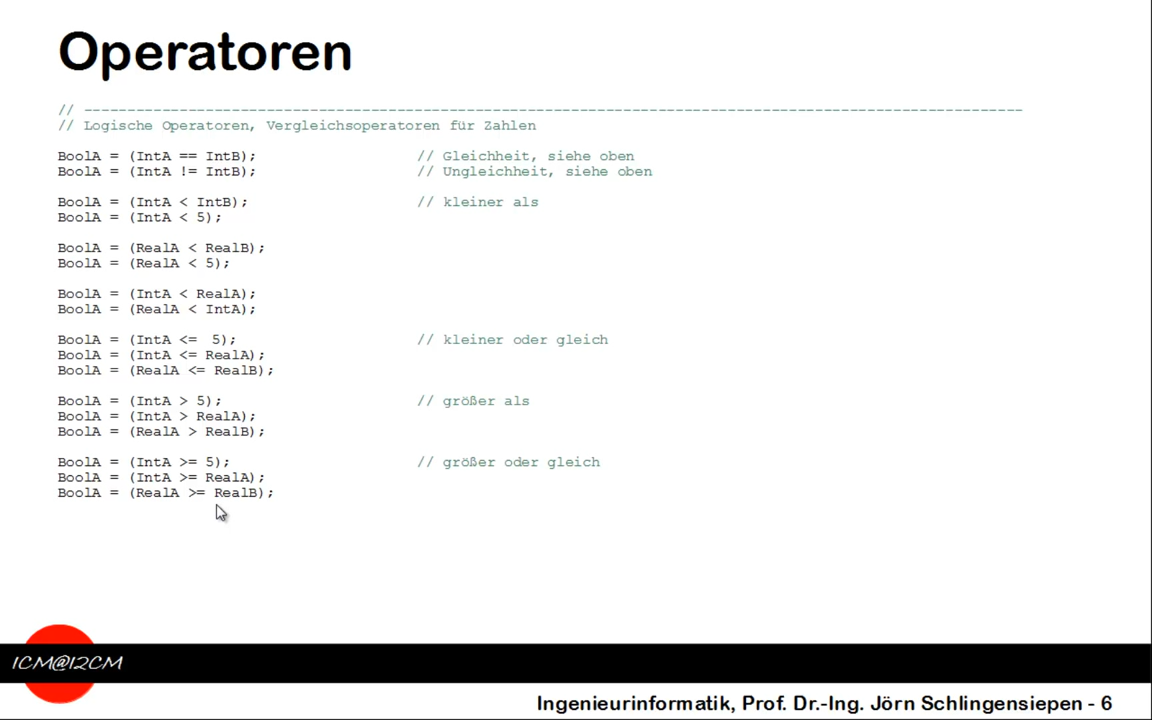 Operatoren
// ------------------------------------------------------------------------------------------------------------
// Logische Operatoren, Vergleichsoperatoren für Zahlen
BoolA = (IntA == IntB); // Gleichheit, siehe oben
BoolA = (IntA != IntB); // Ungleichheit, siehe oben
BoolA = (IntA < IntB); // kleiner als
BoolA = (IntA < 5);
BoolA = (RealA < RealB);
BoolA = (RealA < 5);
BoolA = (IntA < RealA);
BoolA = (RealA < IntA);
BoolA = (IntA <=  5); // kleiner oder gleich
BoolA = (IntA <= RealA);
BoolA = (RealA <= RealB);
BoolA = (IntA > 5); // größer als
BoolA = (IntA > RealA);
BoolA = (RealA > RealB);
BoolA = (IntA >= 5); // größer oder gleich
BoolA = (IntA >= RealA);
BoolA = (RealA >= RealB);
1CM@12CM
Ingenieurinformatik, Prof. Dr.-Ing. Jörn Schlingensiepen - 6